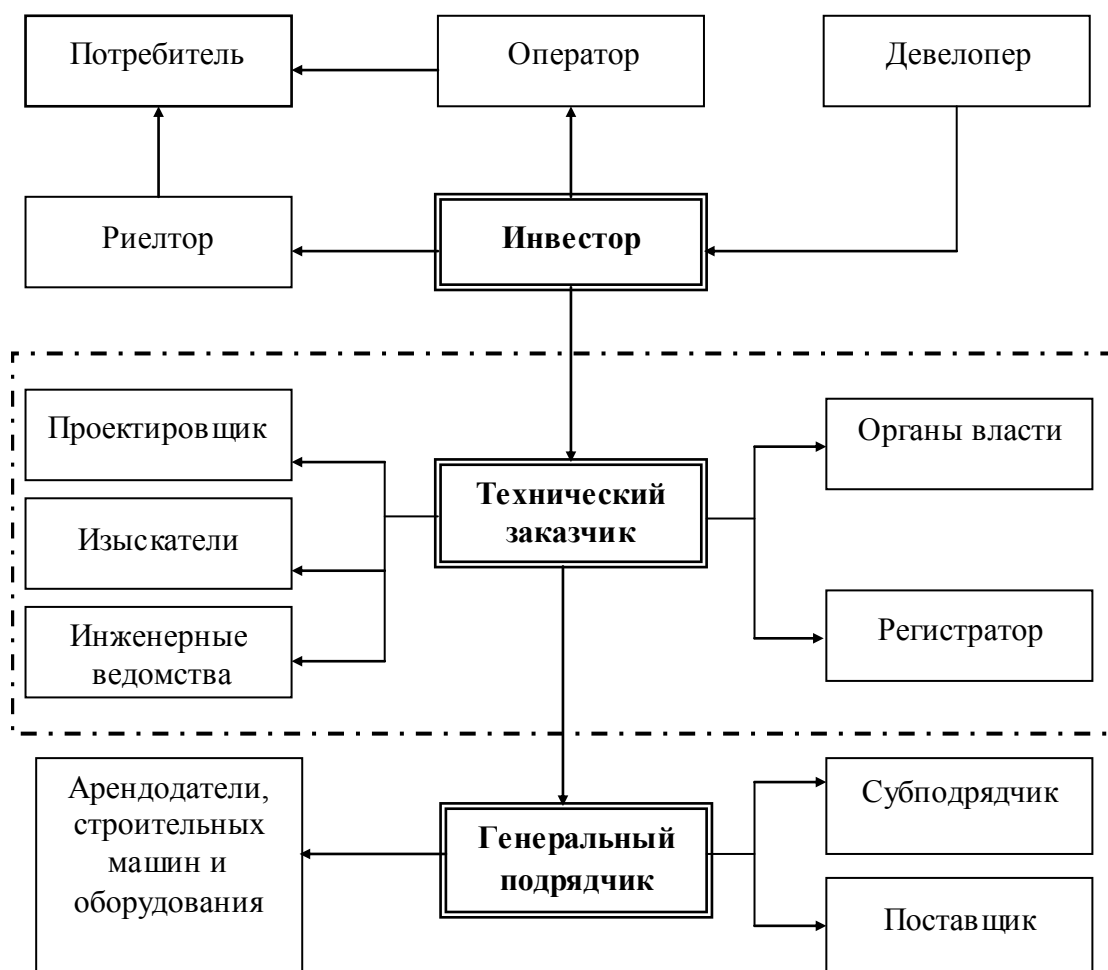 Потребитель
Оператор
Девелопер
Риелтор
Инвестор
Проектировщик
Органы власти
Технический
заказчик
Изыскатели
Инженерные
ведомства
Регистратор
Арендодатели,
строительных
машин и
оборудования
Субподрядчик
Генеральный
подрядчик
Поставщик